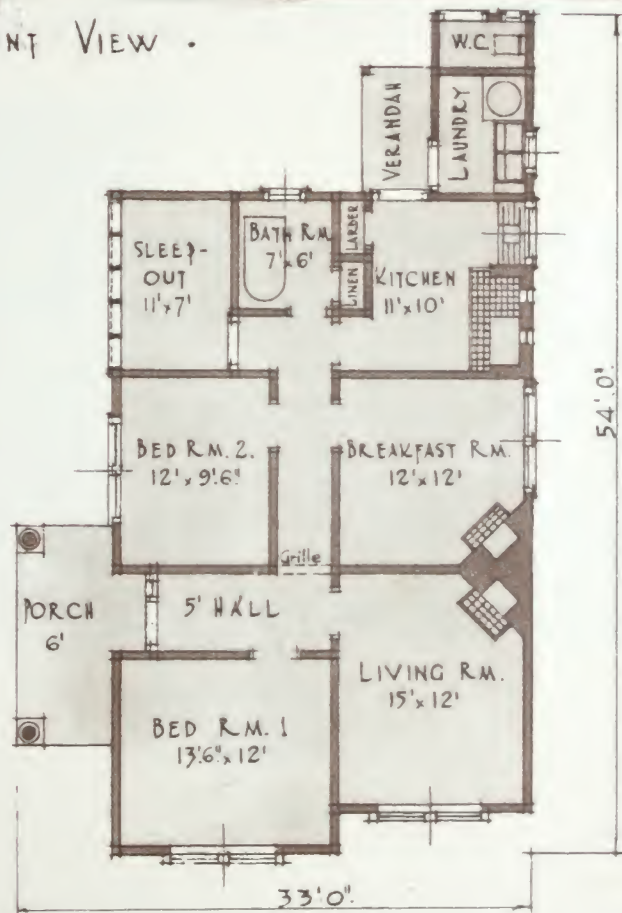 VIEW .
W.C.
VERANDAH
LAUNDRY
SLEEP-
OUT
11'x7'
BATH RM.
7'x6'
LARDER
LINEN
KITCHEN
11'x10'
BED RM. 2.
12' x 9'.6"
BREAKFAST RM.
12'x12'
54'.0".
Grille
PORCH
6'
5' HALL
LIVING RM.
15'x12'
BED RM. 1
13'.6"x12'
33'.0".